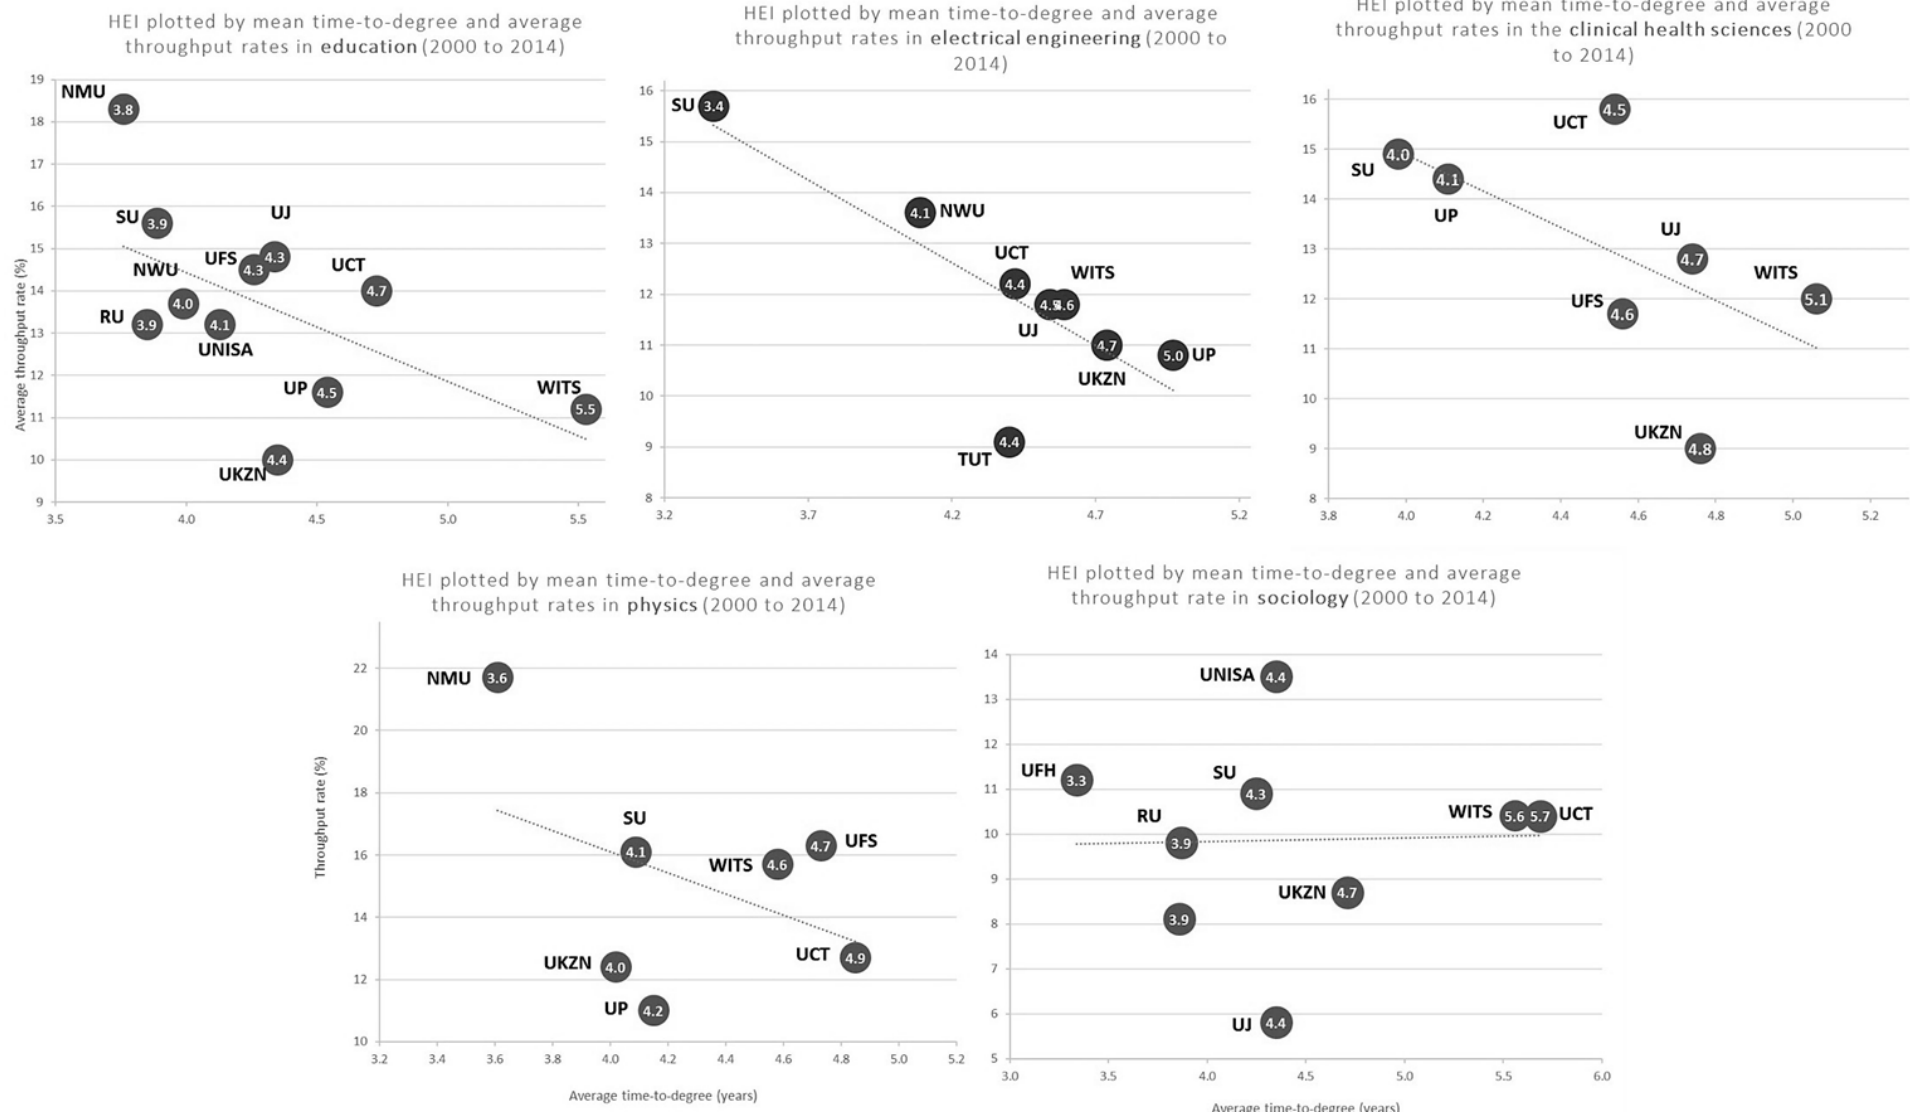 HEI plotted by mean time-to-degree and average
throughput rates in education (2000 to 2014)
Average throughput rate (%)
19
18
17
16
15
14
13
12
11
10
9
3.5
4.0
4.5
5.0
5.5
NMU
3.8
SU
3.9
UJ
4.3
UFS
4.3
UCT
4.7
NWU
4.0
RU
3.9
4.1
UNISA
UP
4.5
WITS
5.5
4.4
UKZN
HEI plotted by mean time-to-degree and average
throughput rates in electrical engineering (2000 to
2014)
16
15
14
13
12
11
10
9
8
3.2
3.7
4.2
4.7
5.2
SU
3.4
4.1
NWU
UCT
4.4
WITS
4.6
UJ
4.7
UKZN
5.0
UP
4.4
TUT
HEI plotted by mean time-to-degree and average
throughput rates in the clinical health sciences (2000
to 2014)
16
15
14
13
12
11
10
9
8
3.8
4.0
4.2
4.4
4.6
4.8
5.0
5.2
4.5
UCT
4.0
SU
4.1
UP
UJ
4.7
WITS
5.1
UFS
4.6
UKZN
4.8
HEI plotted by mean time-to-degree and average
throughput rates in physics (2000 to 2014)
Throughput rate (%)
22
20
18
16
14
12
10
3.2
3.4
3.6
3.8
4.0
4.2
4.4
4.6
4.8
5.0
5.2
Average time-to-degree (years)
NMU
3.6
SU
4.1
WITS
4.6
4.7
UFS
UCT
4.9
UKZN
4.0
UP
4.2
HEI plotted by mean time-to-degree and average
throughput rate in sociology (2000 to 2014)
14
13
12
11
10
9
8
7
6
5
3.0
3.5
4.0
4.5
5.0
5.5
6.0
Average time-to-degree (years)
UNISA
4.4
UFH
3.3
SU
4.3
RU
3.9
WITS
5.6
5.7
UCT
UKZN
4.7
3.9
UJ
4.4